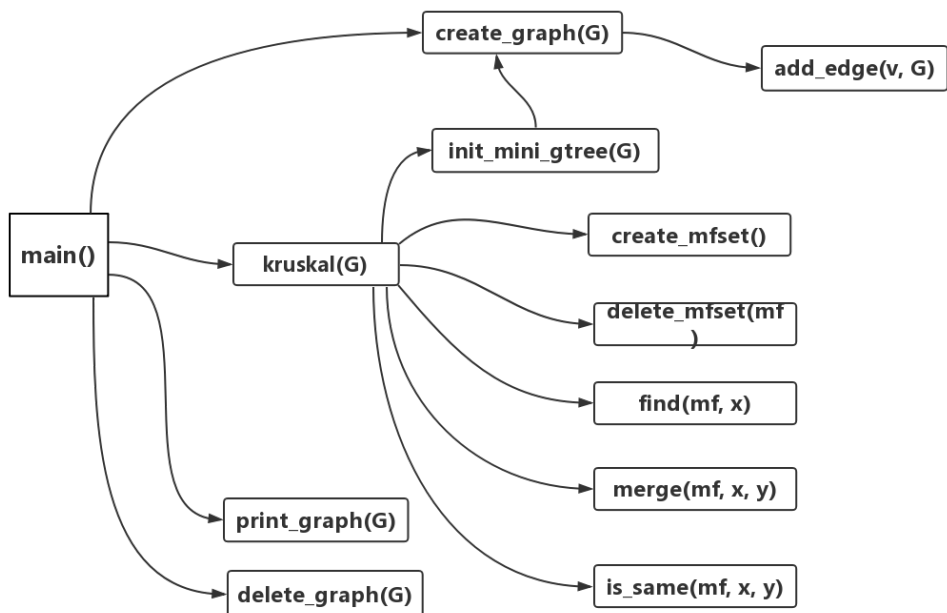 create_graph(G)
add_edge(v, G)
init_mini_gtree(G)
main()
kruskal(G)
create_mfset()
delete_mfset(mf
)
find(mf, x)
merge(mf, x, y)
print_graph(G)
is_same(mf, x, y)
delete_graph(G)